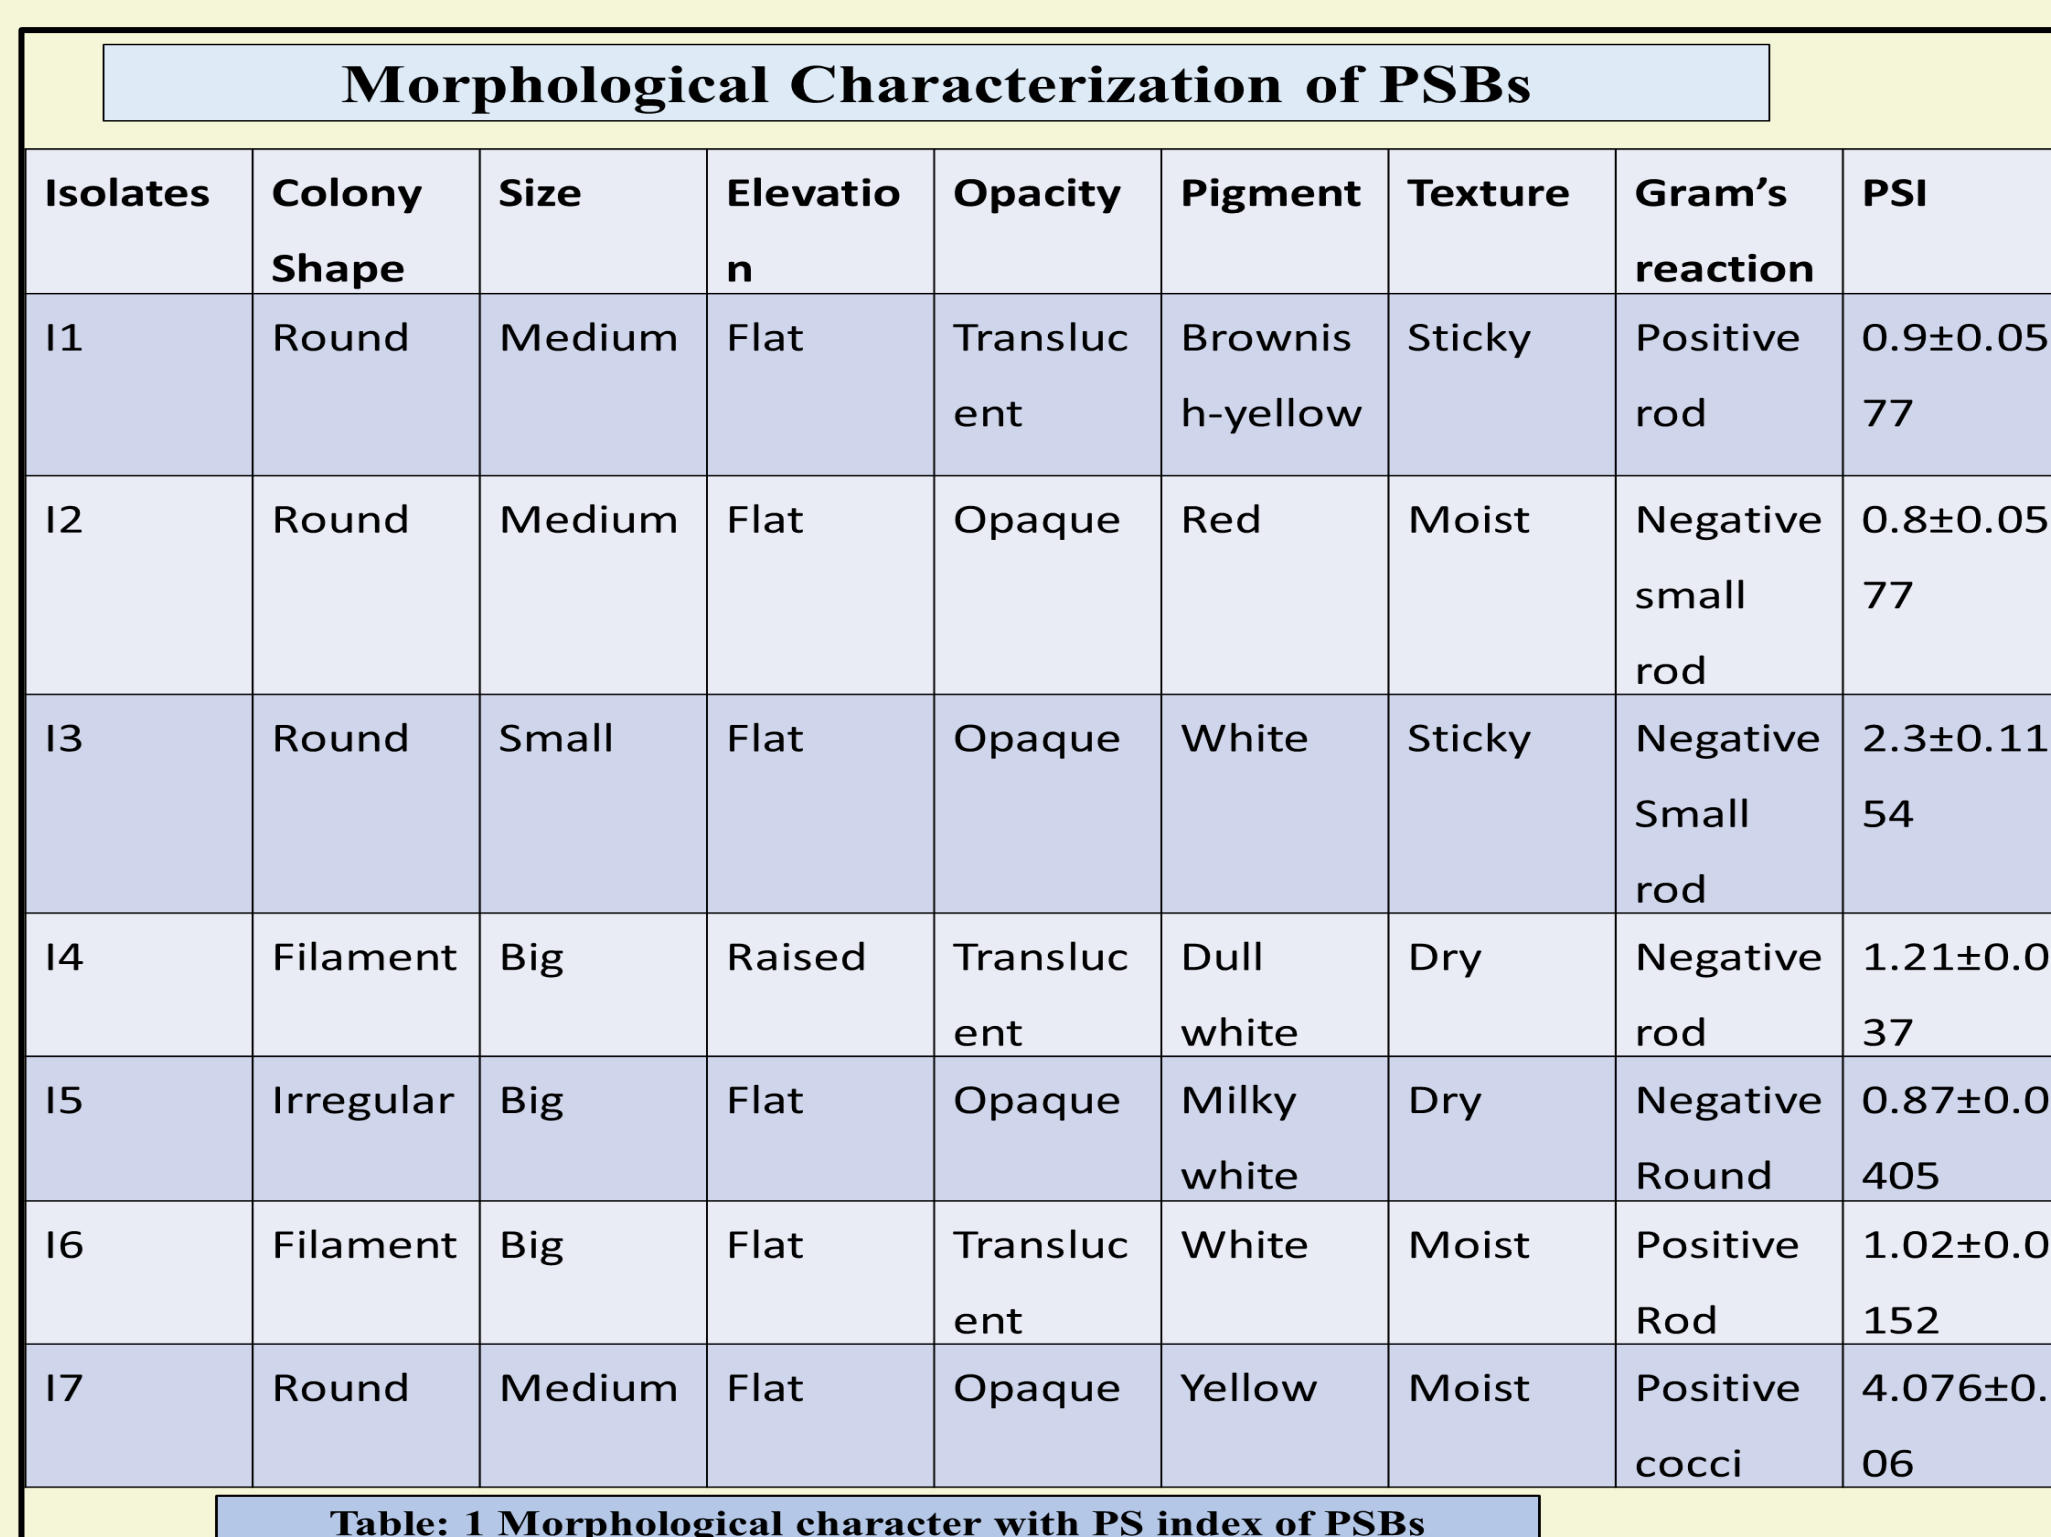 Morphological Characterization of PSBs
Isolates Colony Size Elevatio Opacity Pigment Texture Gram’s PSI
Shape n reaction
I1 Round Medium Flat Transluc Brownis Sticky Positive 0.9±0.05
ent h-yellow rod 77
I2 Round Medium Flat Opaque Red Moist Negative 0.8±0.05
small 77
rod
I3 Round Small Flat Opaque White Sticky Negative 2.3±0.11
Small 54
rod
I4 Filament Big Raised Transluc Dull Dry Negative 1.21±0.0
ent white rod 37
I5 Irregular Big Flat Opaque Milky Dry Negative 0.87±0.0
white Round 405
I6 Filament Big Flat Transluc White Moist Positive 1.02±0.0
ent Rod 152
I7 Round Medium Flat Opaque Yellow Moist Positive 4.076±0.
cocci 06
Table: 1 Morphological character with PS index of PSBs